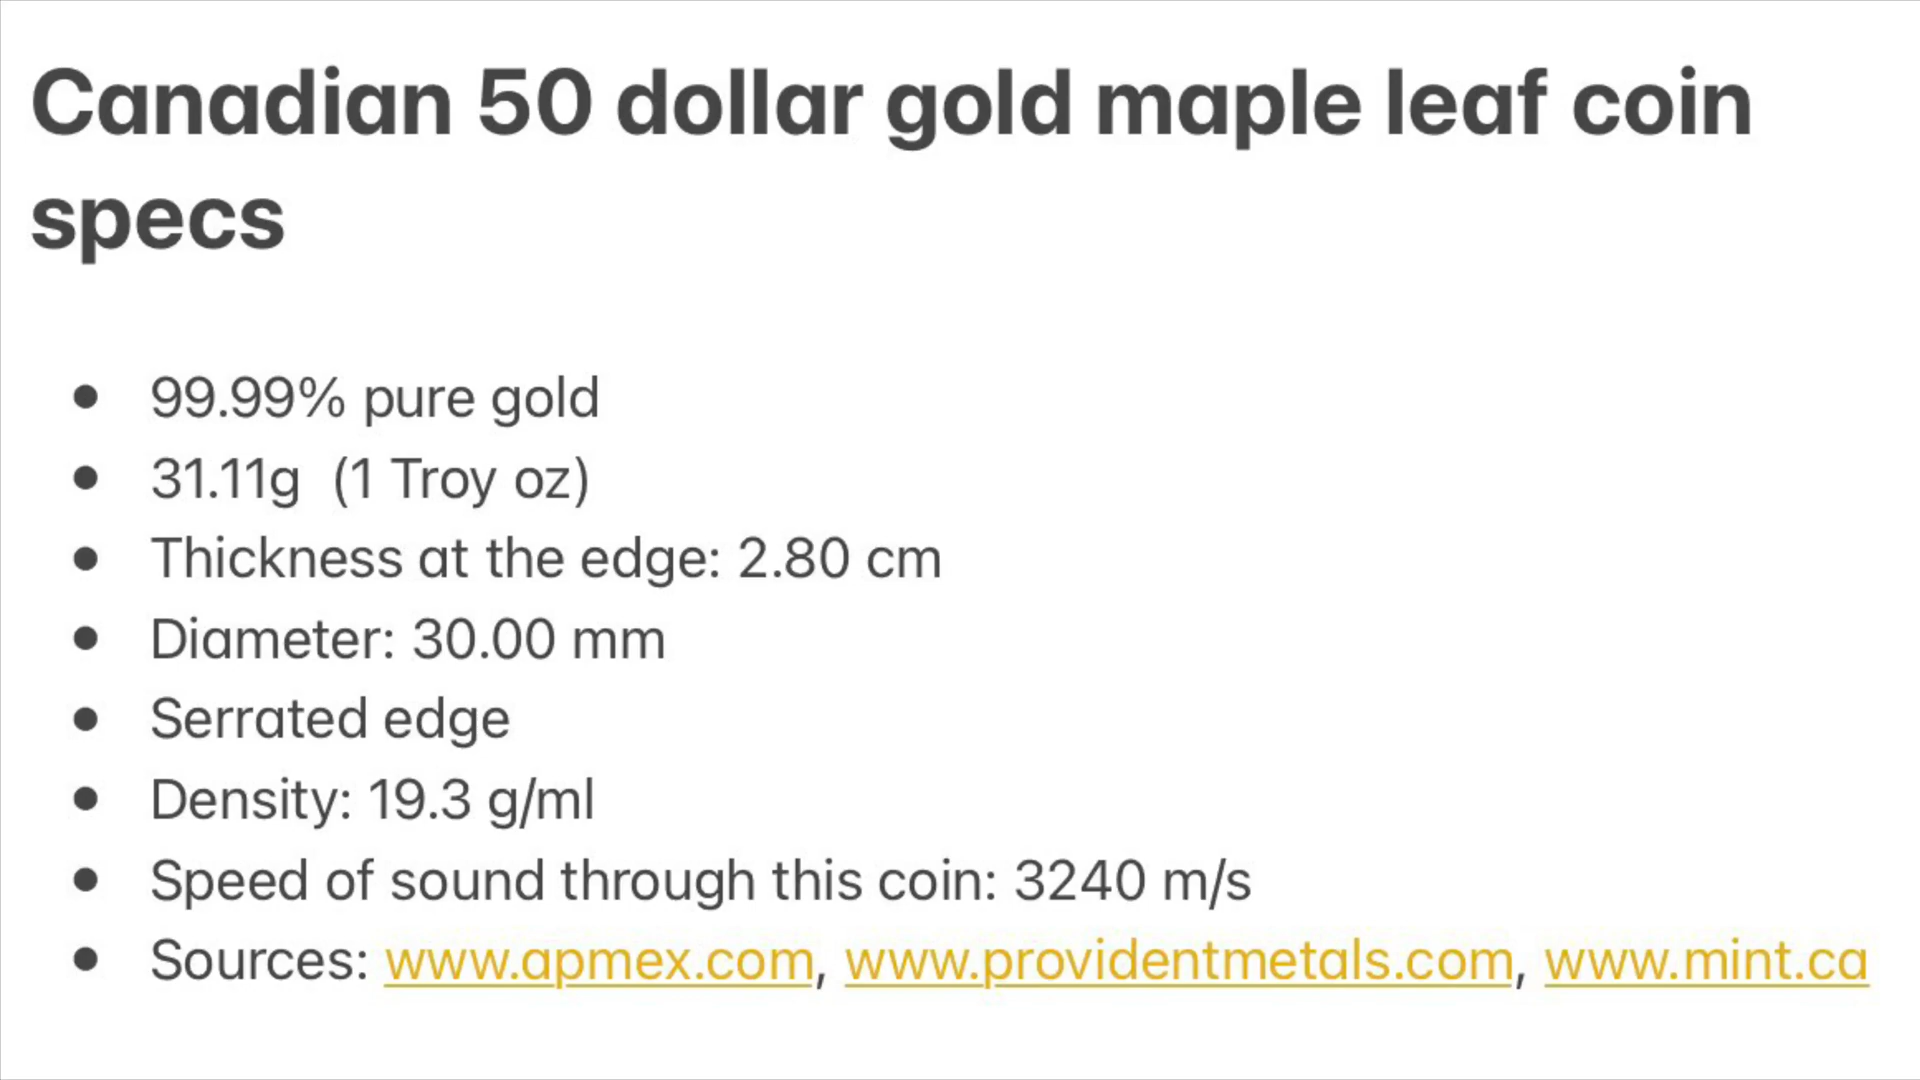 Canadian 50 dollar gold maple leaf coin
specs
• 99.99% pure gold
• 31.11g (1 Troy oz)
• Thickness at the edge: 2.80 cm
• Diameter: 30.00 mm
• Serrated edge
• Density: 19.3 g/ml
• Speed of sound through this coin: 3240 m/s
• Sources: www.apmex.com, www.providentmetals.com, www.mint.ca